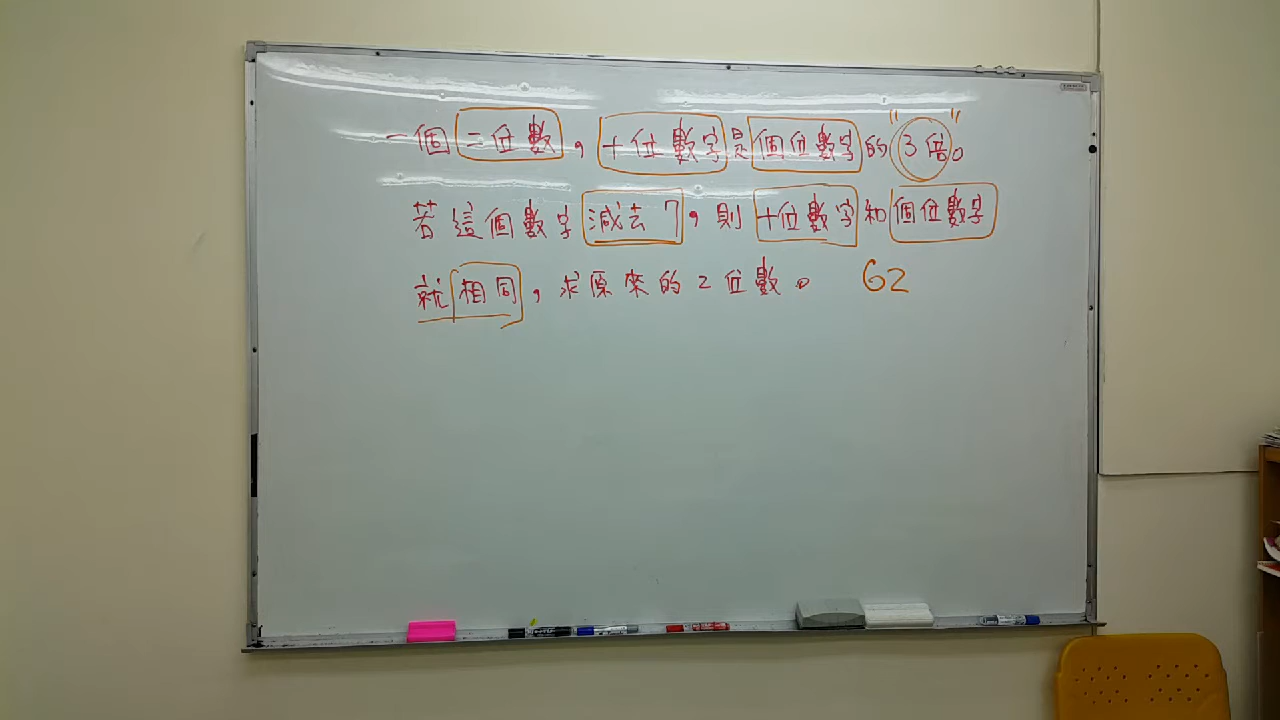 一個二位數，十位數字是個位數字的"3倍"。
若這個數字減去7，則十位數字和個位數字
就相同，求原來的2位數。 62